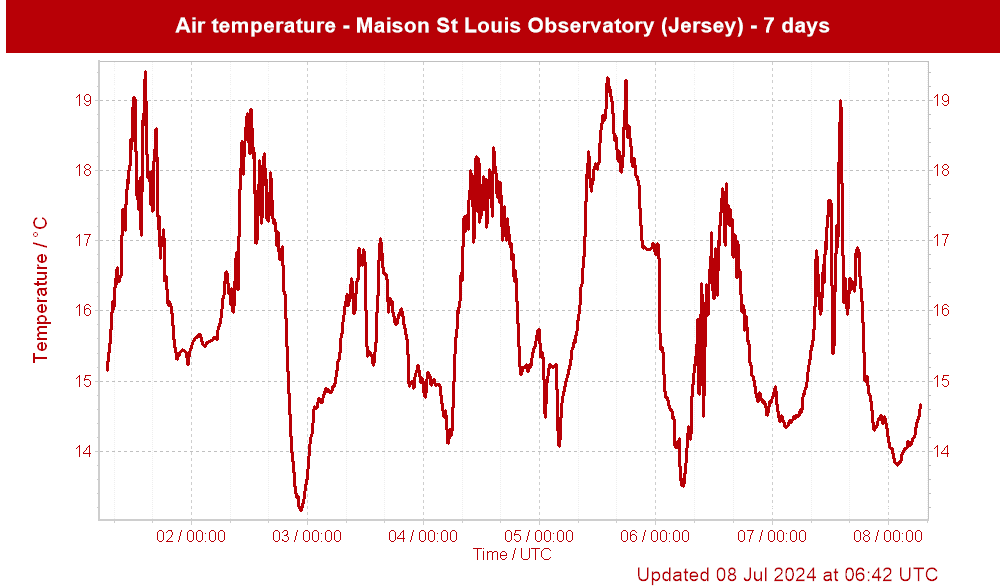 Air temperature - Maison St Louis Observatory (Jersey) - 7 days
19
18
17
16
15
14
Temperature / °C
19
18
17
16
15
14
02 / 00:00 03 / 00:00 04 / 00:00 05 / 00:00 06 / 00:00 07 / 00:00 08 / 00:00
Time / UTC
Updated 08 Jul 2024 at 06:42 UTC